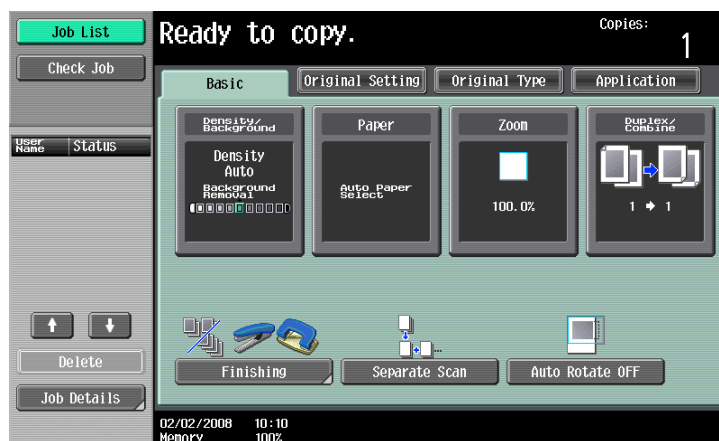 Job List
Ready to copy.
Copies:
1
Check Job
Basic
Original Setting
Original Type
Application
User
Name
Status
Density/
Background
Paper
Zoom
Duplex/
Combine
Density
Auto
Background
Removal
Auto Paper
Select
100.0%
1 → 1
Delete
Finishing
Separate Scan
Auto Rotate OFF
Job Details
02/02/2008 10:10
Memory 100%